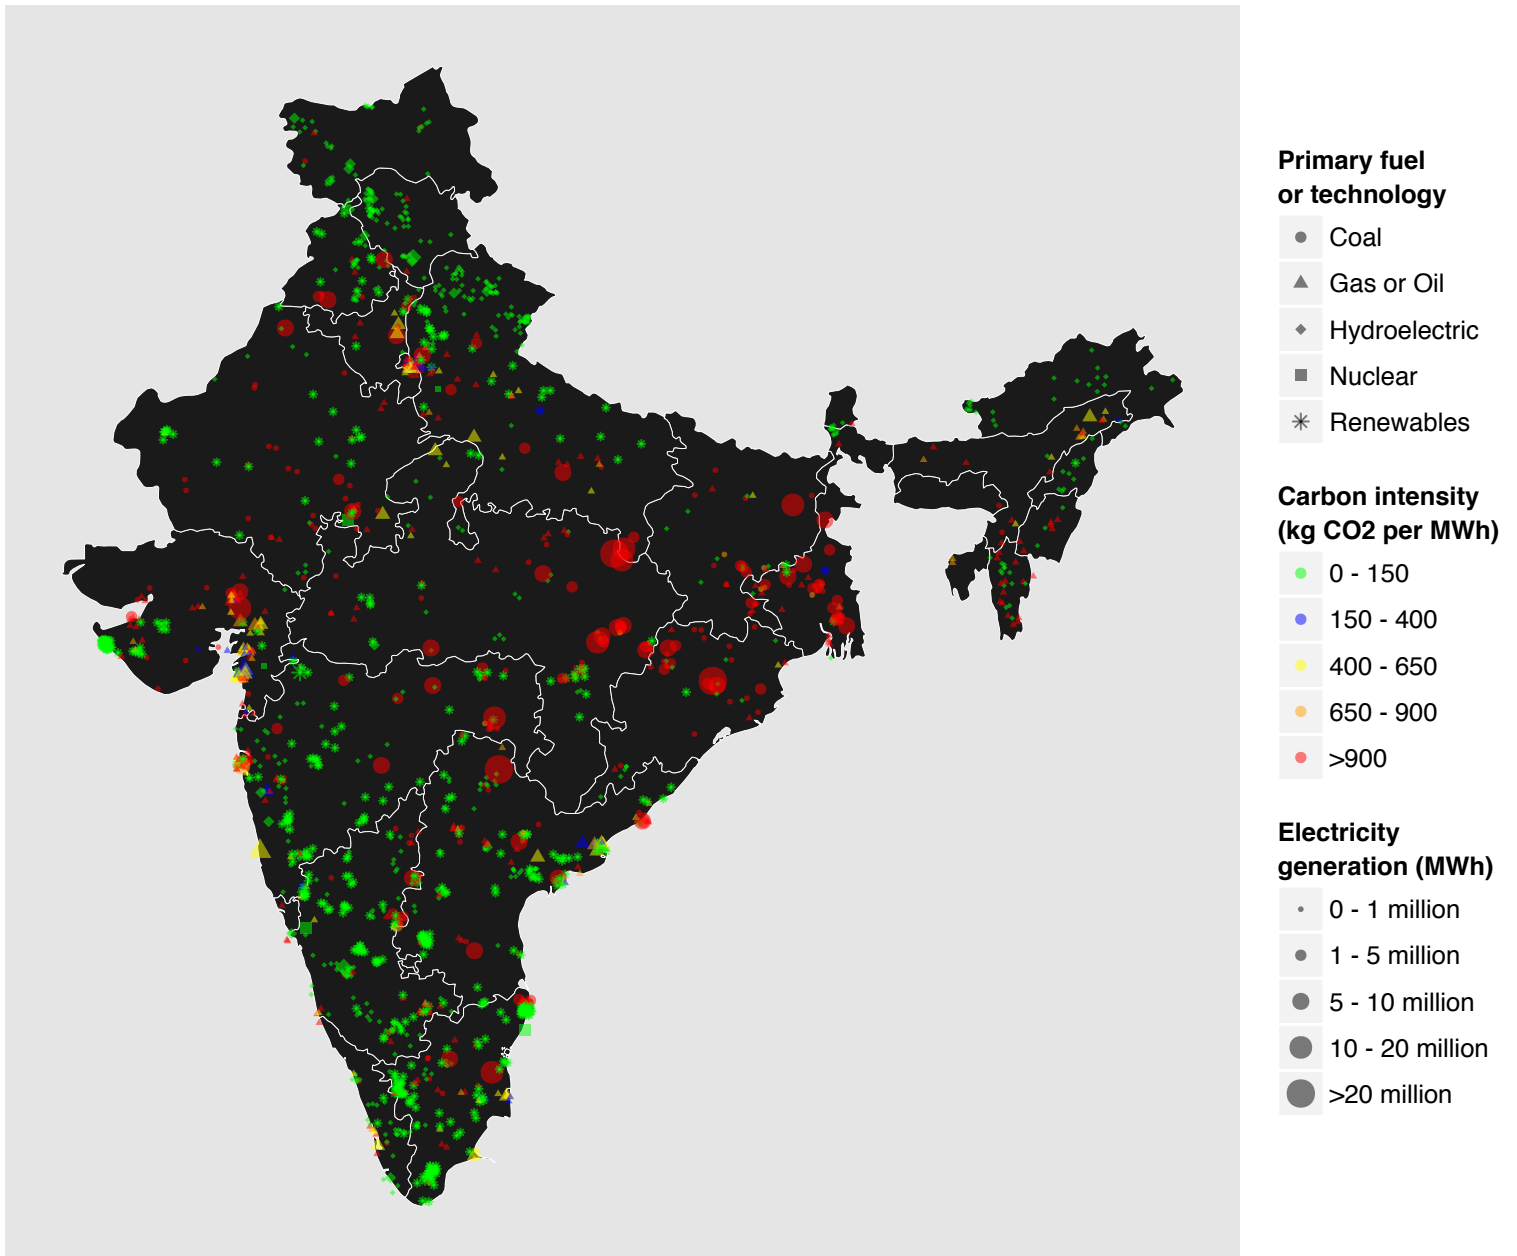 Primary fuel
or technology
Coal
Gas or Oil
Hydroelectric
Nuclear
Renewables
Carbon intensity
(kg CO2 per MWh)
0 - 150
150 - 400
400 - 650
650 - 900
>900
Electricity
generation (MWh)
0 - 1 million
1 - 5 million
5 - 10 million
10 - 20 million
>20 million